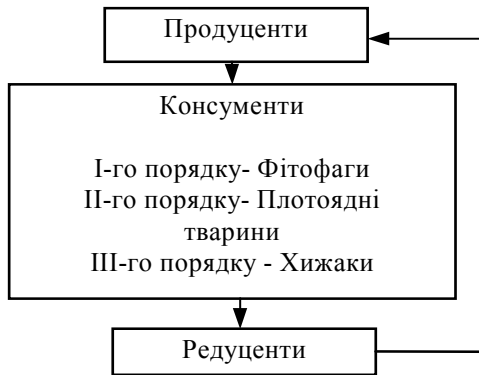 Продуценти
Консументи
І-го порядку- Фітофаги
ІІ-го порядку- Плотоядні
тварини
ІІІ-го порядку - Хижаки
Редуценти